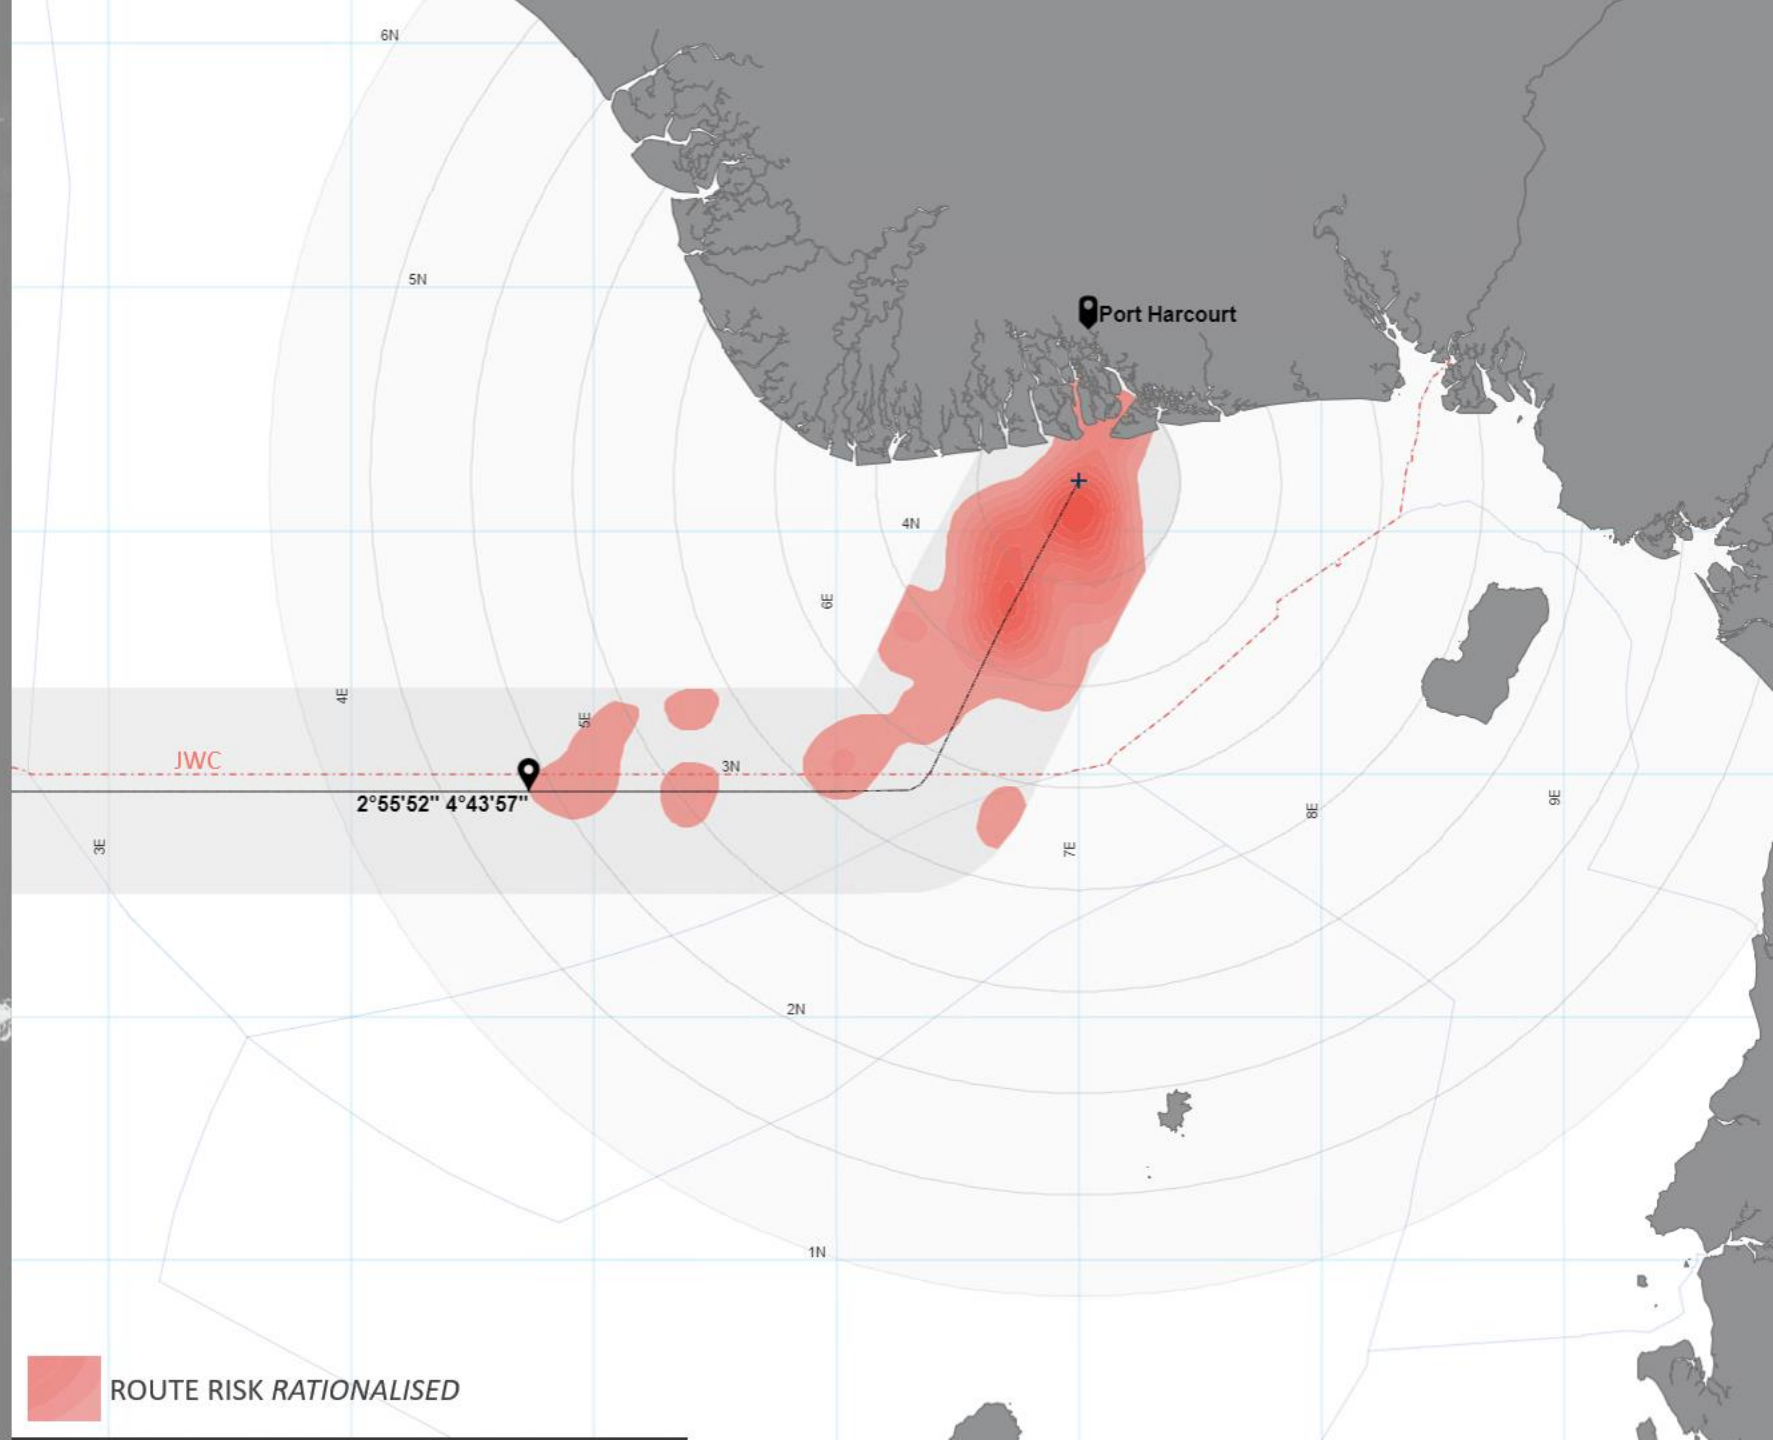 6N
5N
Port Harcourt
4N
6E
4E
5E
JWC
3N
2°55'52" 4°43'57"
3E
7E
8E
9E
2N
1N
ROUTE RISK RATIONALISED